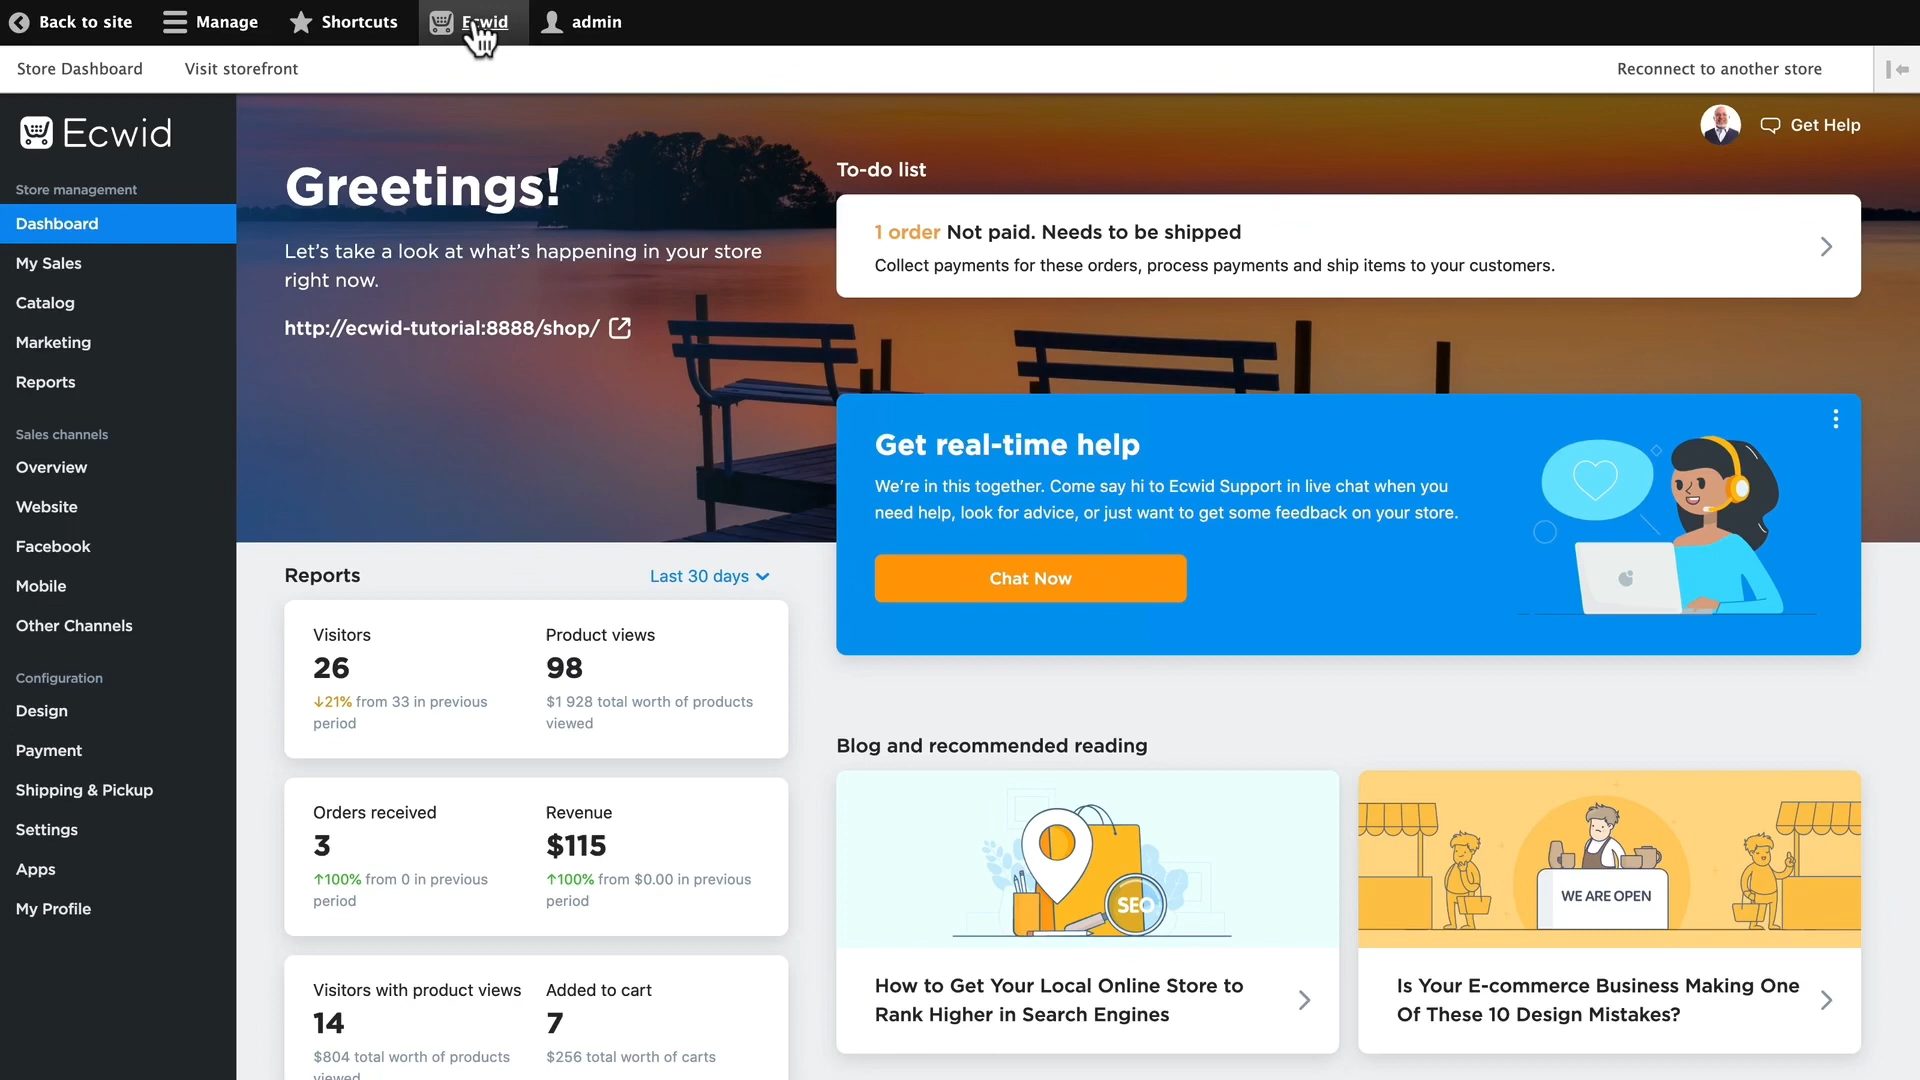 Back to site
Manage
Shortcuts
Ecwid
admin
Store Dashboard
Visit storefront
Reconnect to another store
Ecwid
Store management
Dashboard
My Sales
Catalog
Marketing
Reports
Sales channels
Overview
Website
Facebook
Mobile
Other Channels
Configuration
Design
Payment
Shipping & Pickup
Settings
Apps
My Profile
Get Help
Greetings!
Let's take a look at what's happening in your store
right now.
http://ecwid-tutorial:8888/shop/
To-do list
1 order Not paid. Needs to be shipped
Collect payments for these orders, process payments and ship items to your customers.
Get real-time help
We're in this together. Come say hi to Ecwid Support in live chat when you
need help, look for advice, or just want to get some feedback on your store.
Chat Now
Reports
Last 30 days
Visitors
26
↓21% from 33 in previous
period
Product views
98
$1 928 total worth of products
viewed
Orders received
3
↑100% from 0 in previous
period
Revenue
$115
↑100% from $0.00 in previous
period
Visitors with product views
14
$804 total worth of products
viewed
Added to cart
7
$256 total worth of carts
Blog and recommended reading
SEO
How to Get Your Local Online Store to
Rank Higher in Search Engines
WE ARE OPEN
Is Your E-commerce Business Making One
Of These 10 Design Mistakes?